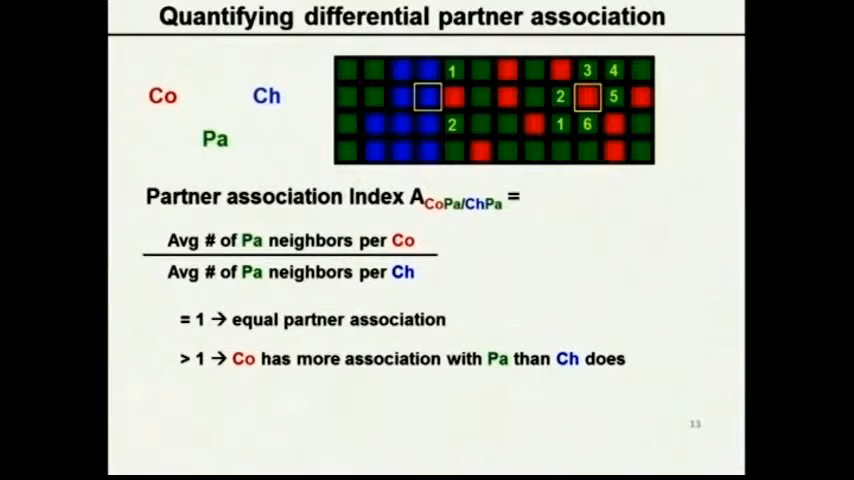 Quantifying differential partner association
1 3 4
Co Ch 2 5
2 1 6
Pa
Partner association Index A CoPa/ChPa =
Avg # of Pa neighbors per Co
Avg # of Pa neighbors per Ch
= 1 → equal partner association
> 1 → Co has more association with Pa than Ch does
13